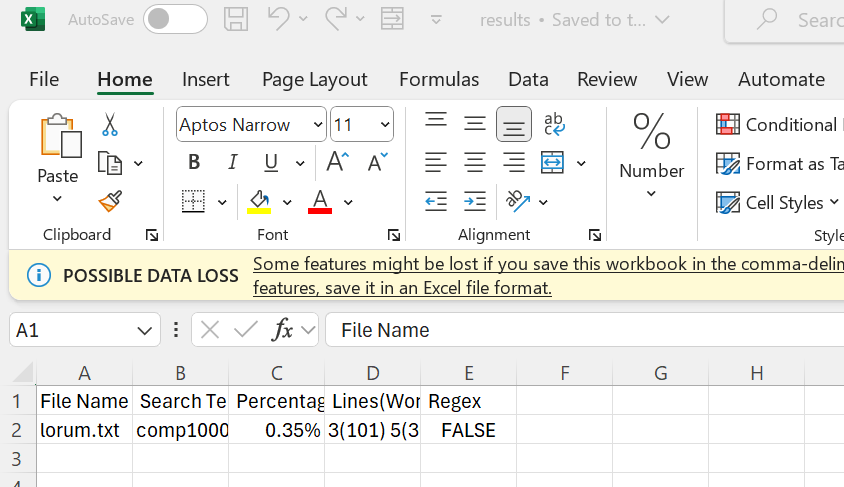 AutoSave results • Saved to t... Searc
File Home Insert Page Layout Formulas Data Review View Automate
Aptos Narrow 11 ab Conditional
c
B I U A A Paste Number Format as Ta
A Cell Styles
Clipboard Font Alignment Style
POSSIBLE DATA LOSS Some features might be lost if you save this workbook in the comma-delin
features, save it in an Excel file format.
A1 fx File Name
A B C D E F G H
1 File Name Search Te Percentag Lines(Wor Regex
2 lorum.txt comp1000 0.35% 3(101) 5(3 FALSE
3
4